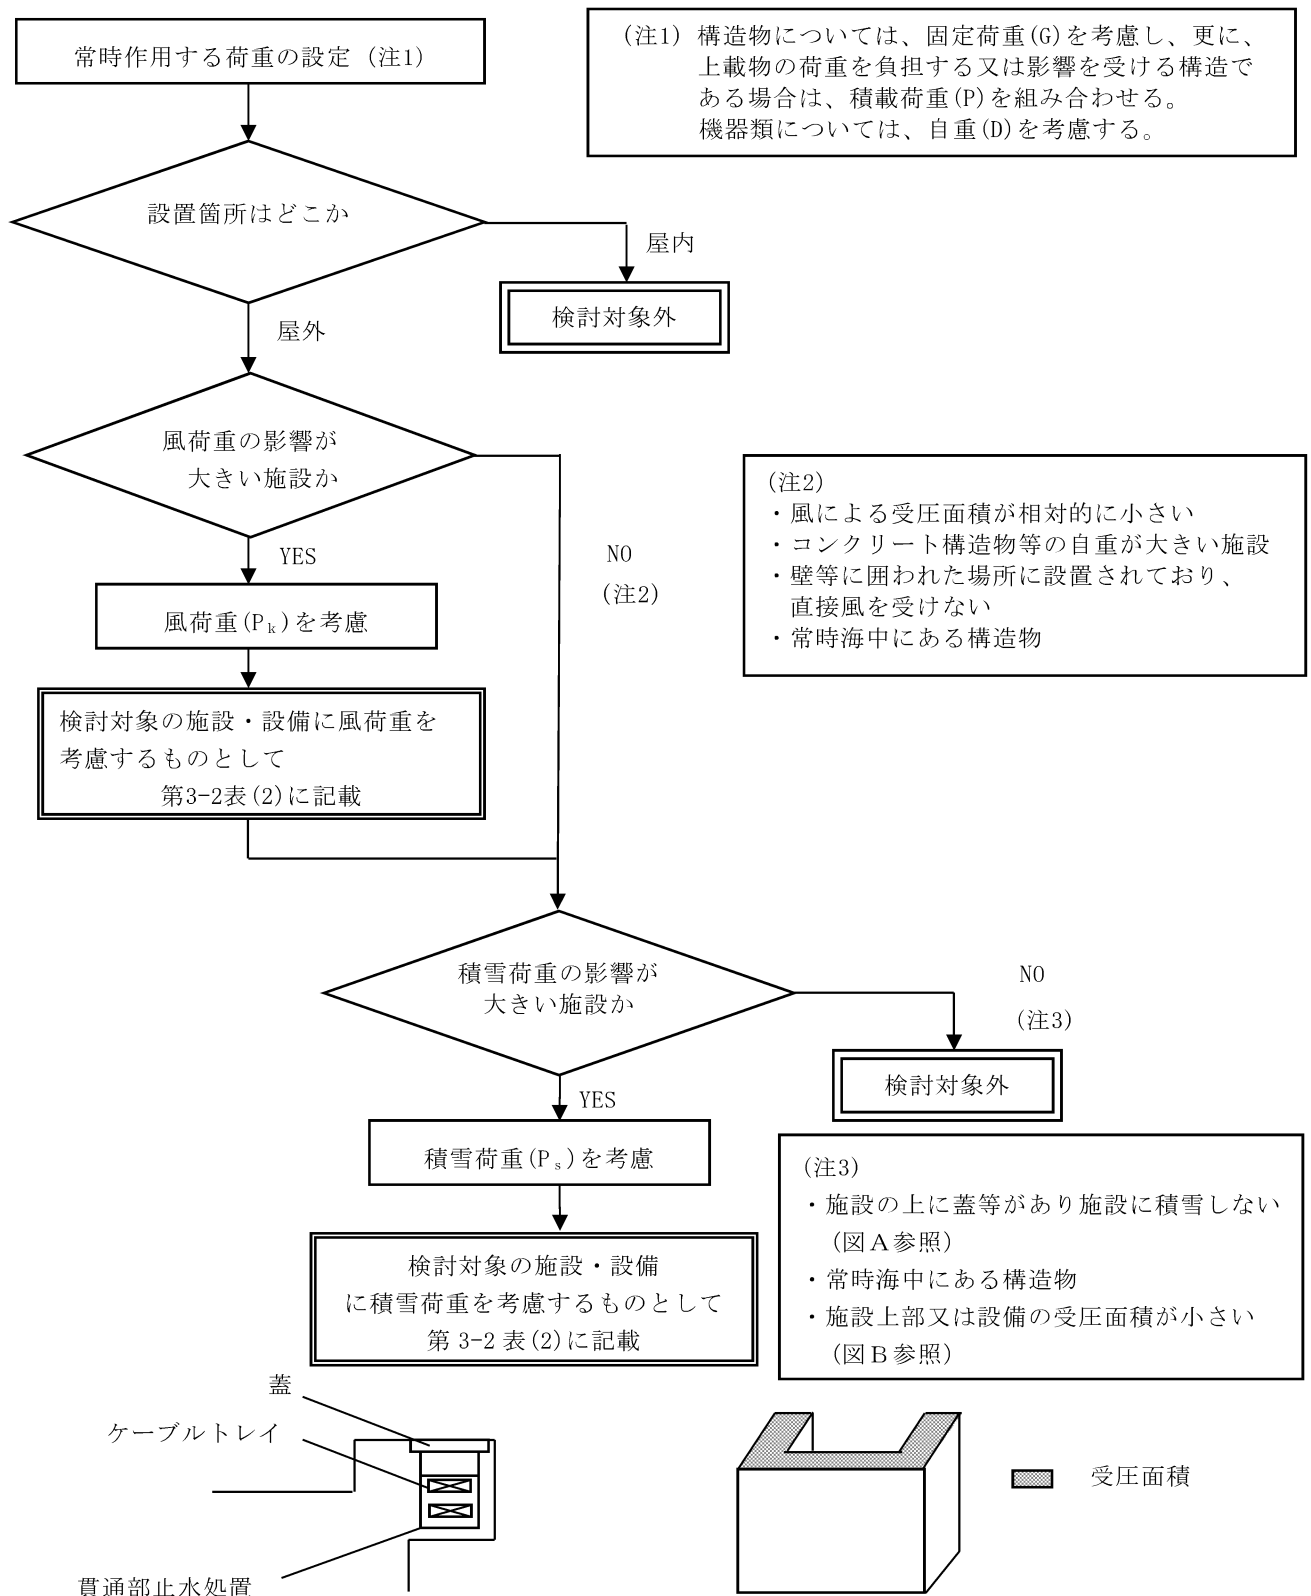 常時作用する荷重の設定 (注1)
(注1) 構造物については、固定荷重(G)を考慮し、更に、
上載物の荷重を負担する又は影響を受ける構造で
ある場合は、積載荷重(P)を組み合わせる。
機器類については、自重(D)を考慮する。
設置箇所はどこか
屋内
検討対象外
屋外
風荷重の影響が
大きい施設か
YES
NO
(注2)
(注2)
・風による受圧面積が相対的に小さい
・コンクリート構造物等の自重が大きい施設
・壁等に囲われた場所に設置されており、
直接風を受けない
・常時海中にある構造物
風荷重(Pk)を考慮
検討対象の施設・設備に風荷重を
考慮するものとして
第3-2表(2)に記載
積雪荷重の影響が
大きい施設か
NO
(注3)
検討対象外
YES
積雪荷重(Ps)を考慮
(注3)
・施設の上に蓋等があり施設に積雪しない
(図A参照)
・常時海中にある構造物
・施設上部又は設備の受圧面積が小さい
(図B参照)
検討対象の施設・設備
に積雪荷重を考慮するものとして
第 3-2 表(2)に記載
蓋
ケーブルトレイ
受圧面積
貫通部止水処置